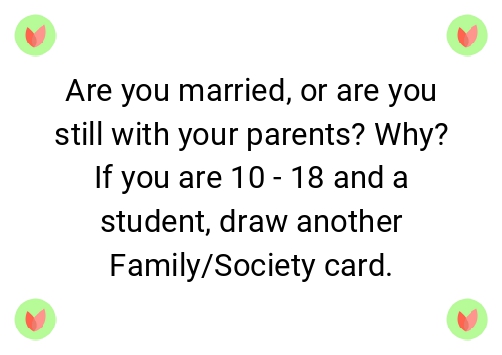 Are you married, or are you
still with your parents? Why?
If you are 10 - 18 and a
student, draw another
Family/Society card.